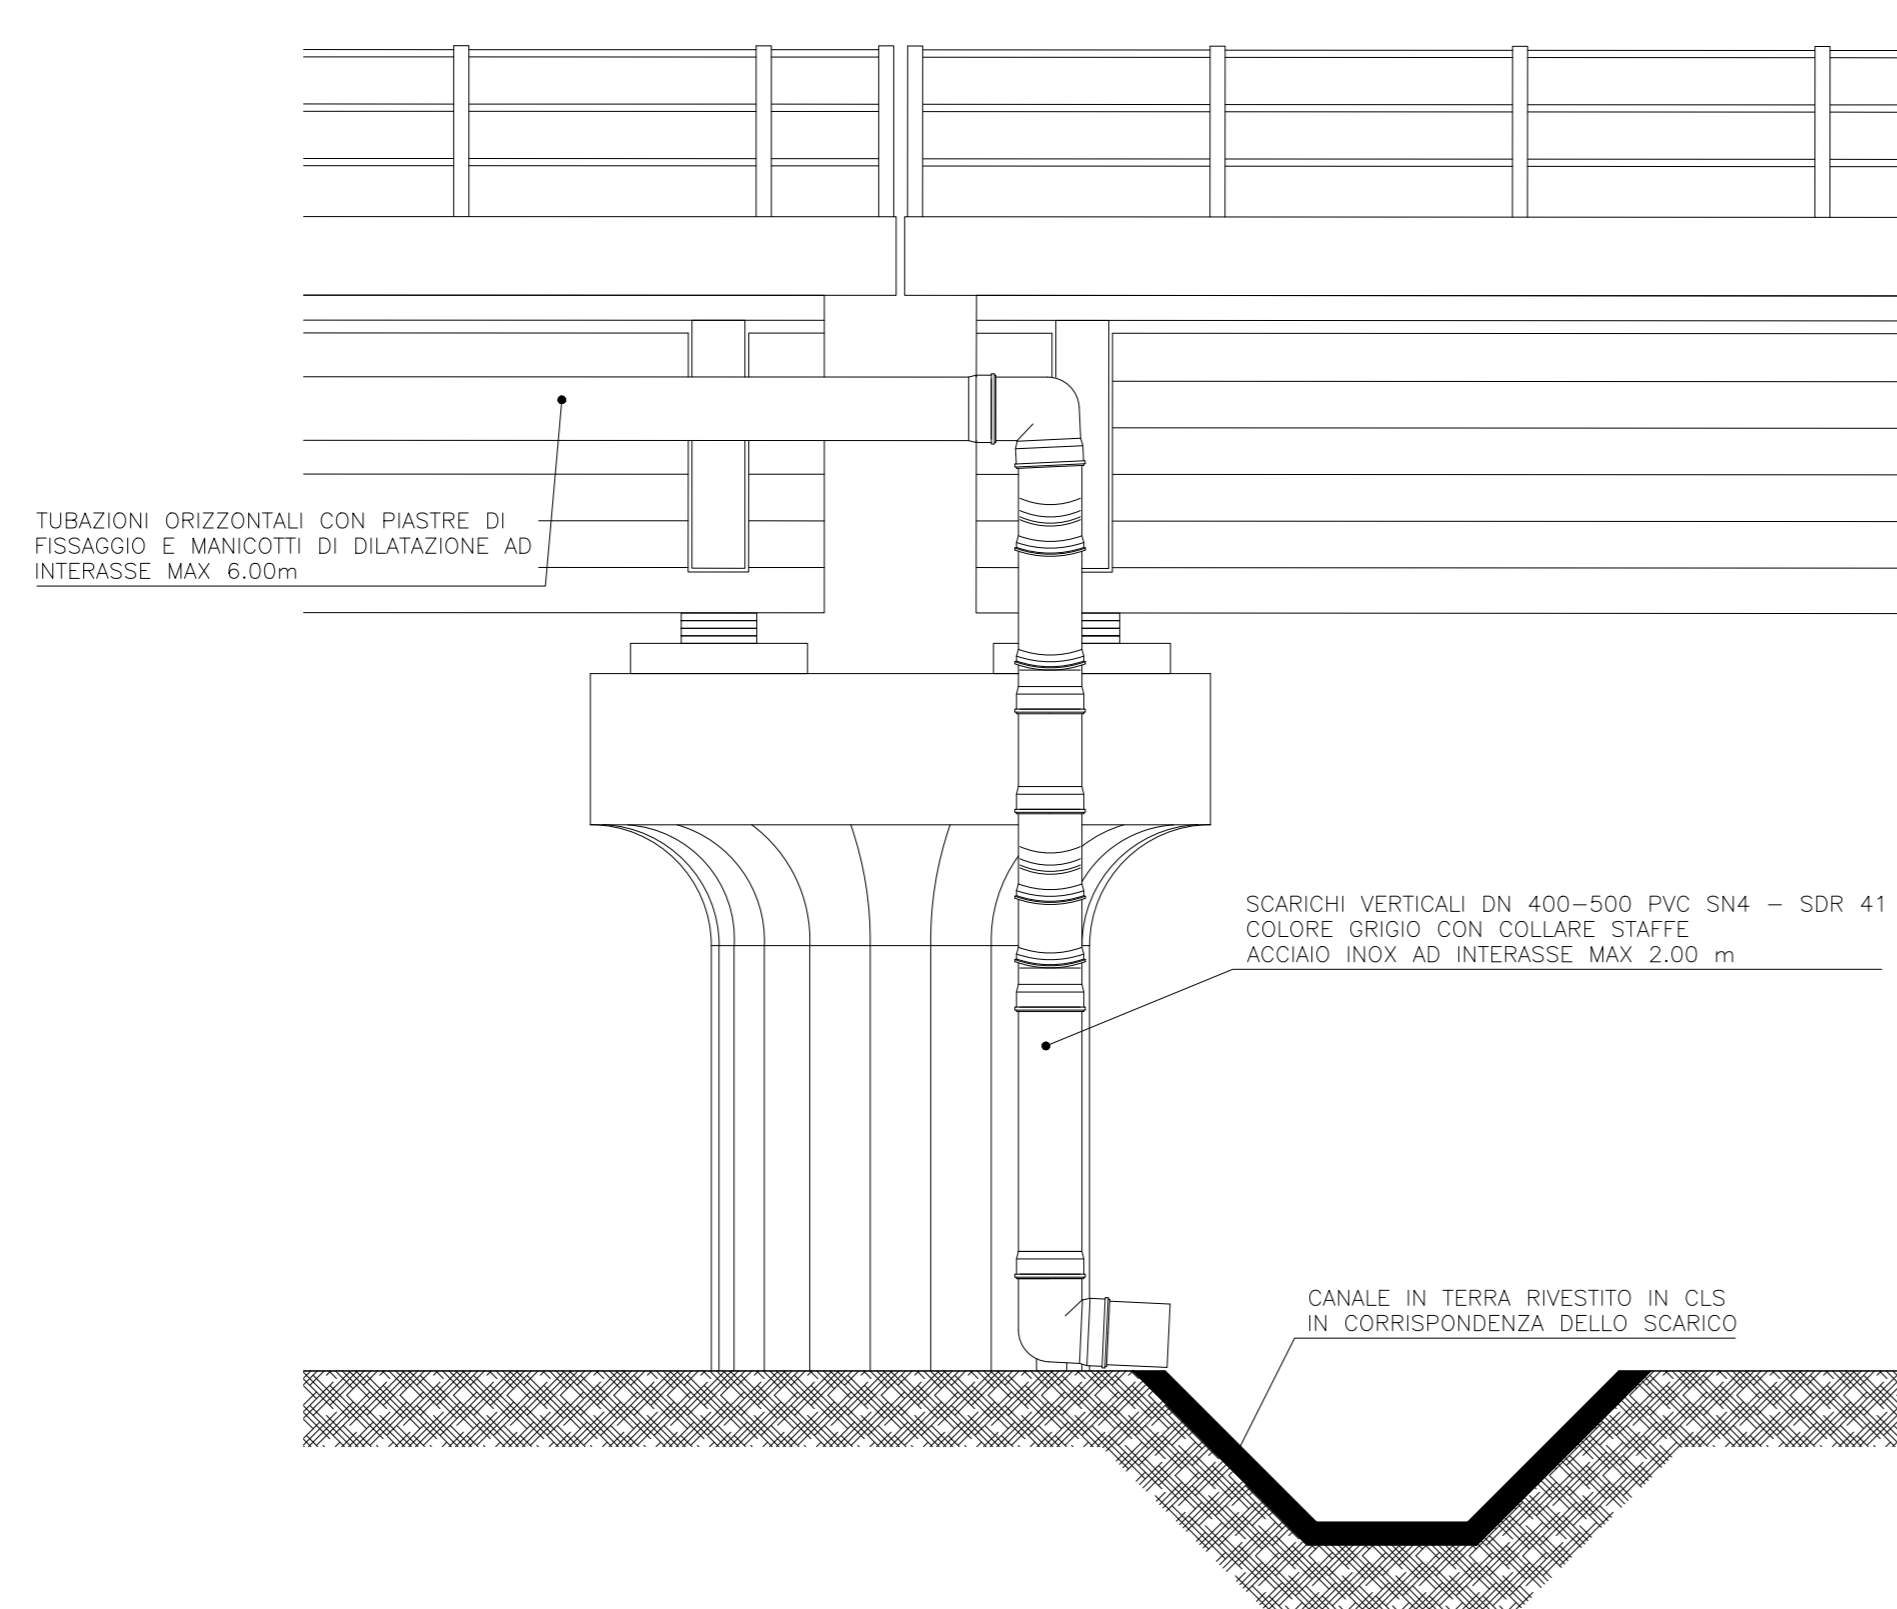 TUBAZIONI ORIZZONTALI CON PIASTRE DI
FISSAGGIO E MANICOTTI DI DILATAZIONE AD
INTERASSE MAX 6.00m
SCARICHI VERTICALI DN 400-500 PVC SN4 - SDR 41
COLORE GRIGIO CON COLLARE STAFFE
ACCIAIO INOX AD INTERASSE MAX 2.00 m
CANALE IN TERRA RIVESTITO IN CLS
IN CORRISPONDENZA DELLO SCARICO